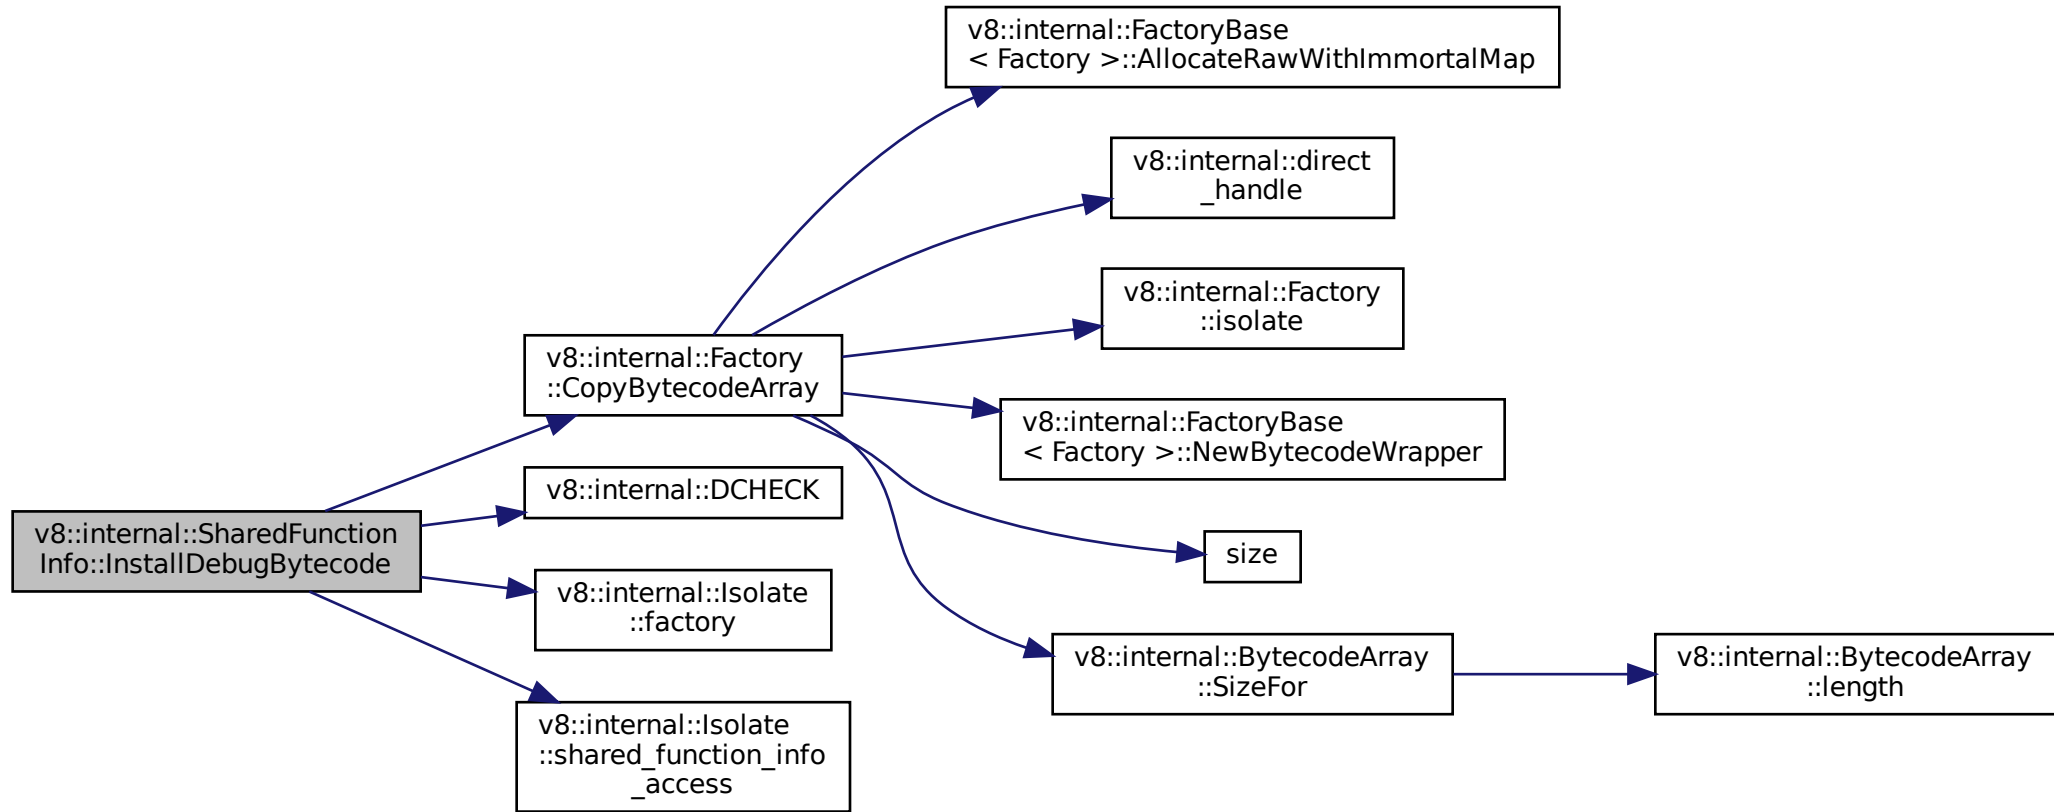 v8::internal::FactoryBase
< Factory >::AllocateRawWithImmortalMap
v8::internal::direct
_handle
v8::internal::Factory
::isolate
v8::internal::Factory
::CopyBytecodeArray
v8::internal::FactoryBase
< Factory >::NewBytecodeWrapper
v8::internal::DCHECK
v8::internal::SharedFunction
Info::InstallDebugBytecode
size
v8::internal::Isolate
::factory
v8::internal::BytecodeArray
::SizeFor
v8::internal::BytecodeArray
::length
v8::internal::Isolate
::shared_function_info
_access